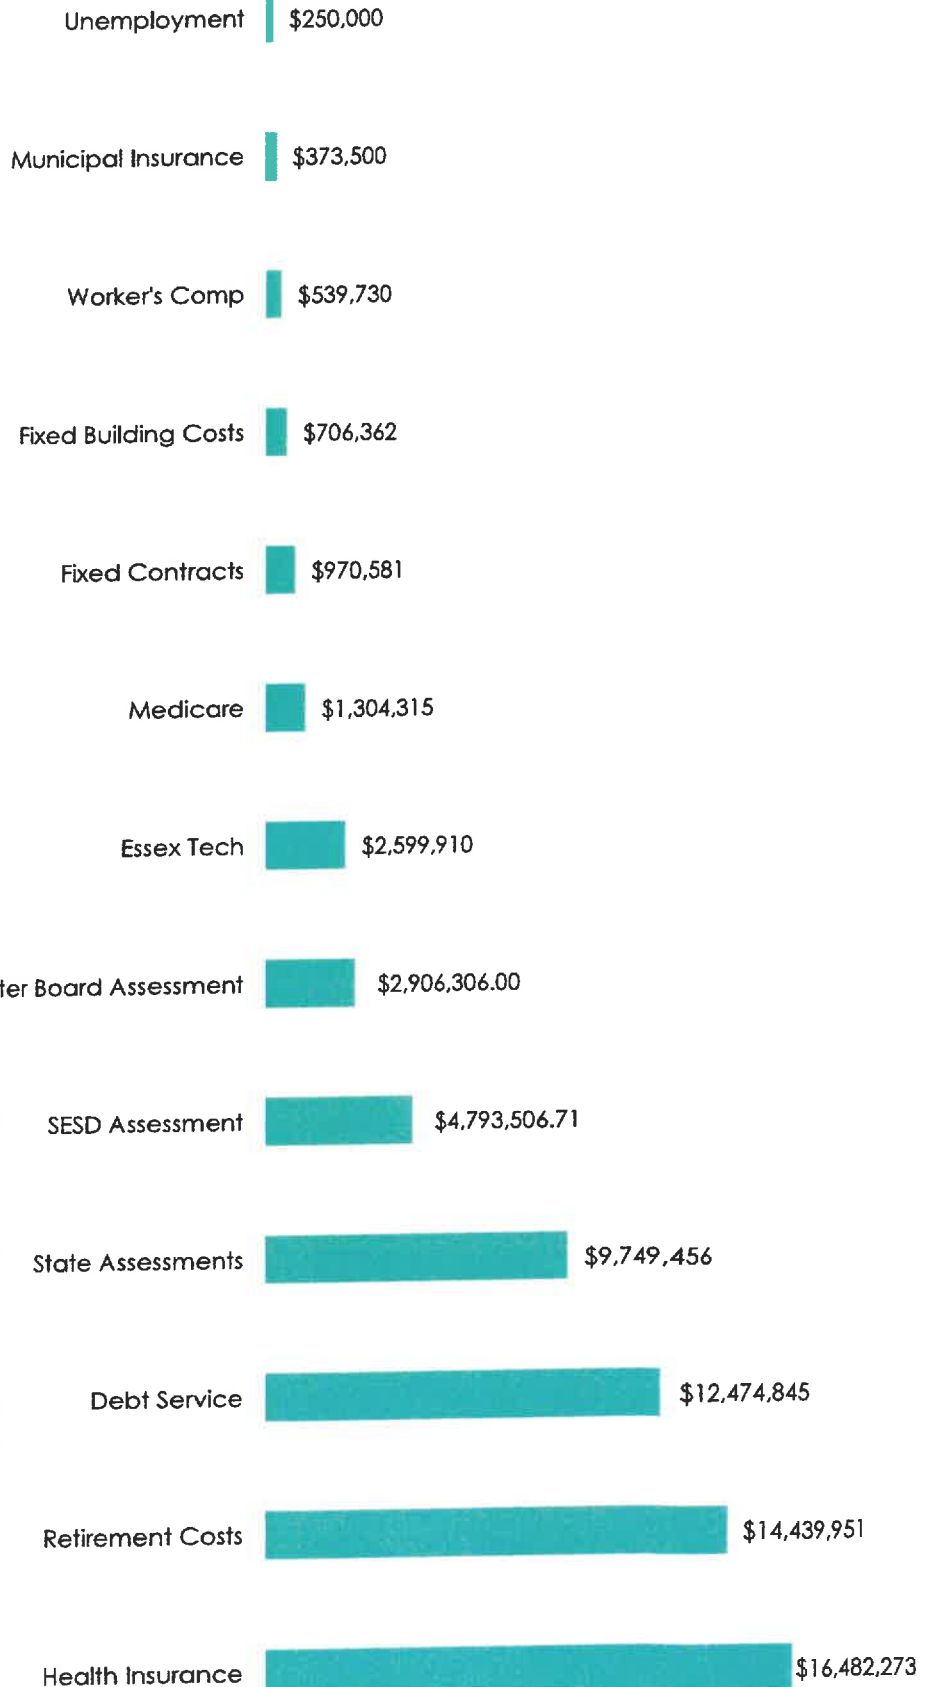 Unemployment $250,000
Municipal Insurance $373,500
Worker's Comp $539,730
Fixed Building Costs $706,362
Fixed Contracts $970,581
Medicare $1,304,315
Essex Tech $2,599,910
ter Board Assessment $2,906,306.00
SESD Assessment $4,793,506.71
State Assessments $9,749,456
Debt Service $12,474,845
Retirement Costs $14,439,951
Health Insurance $16,482,273